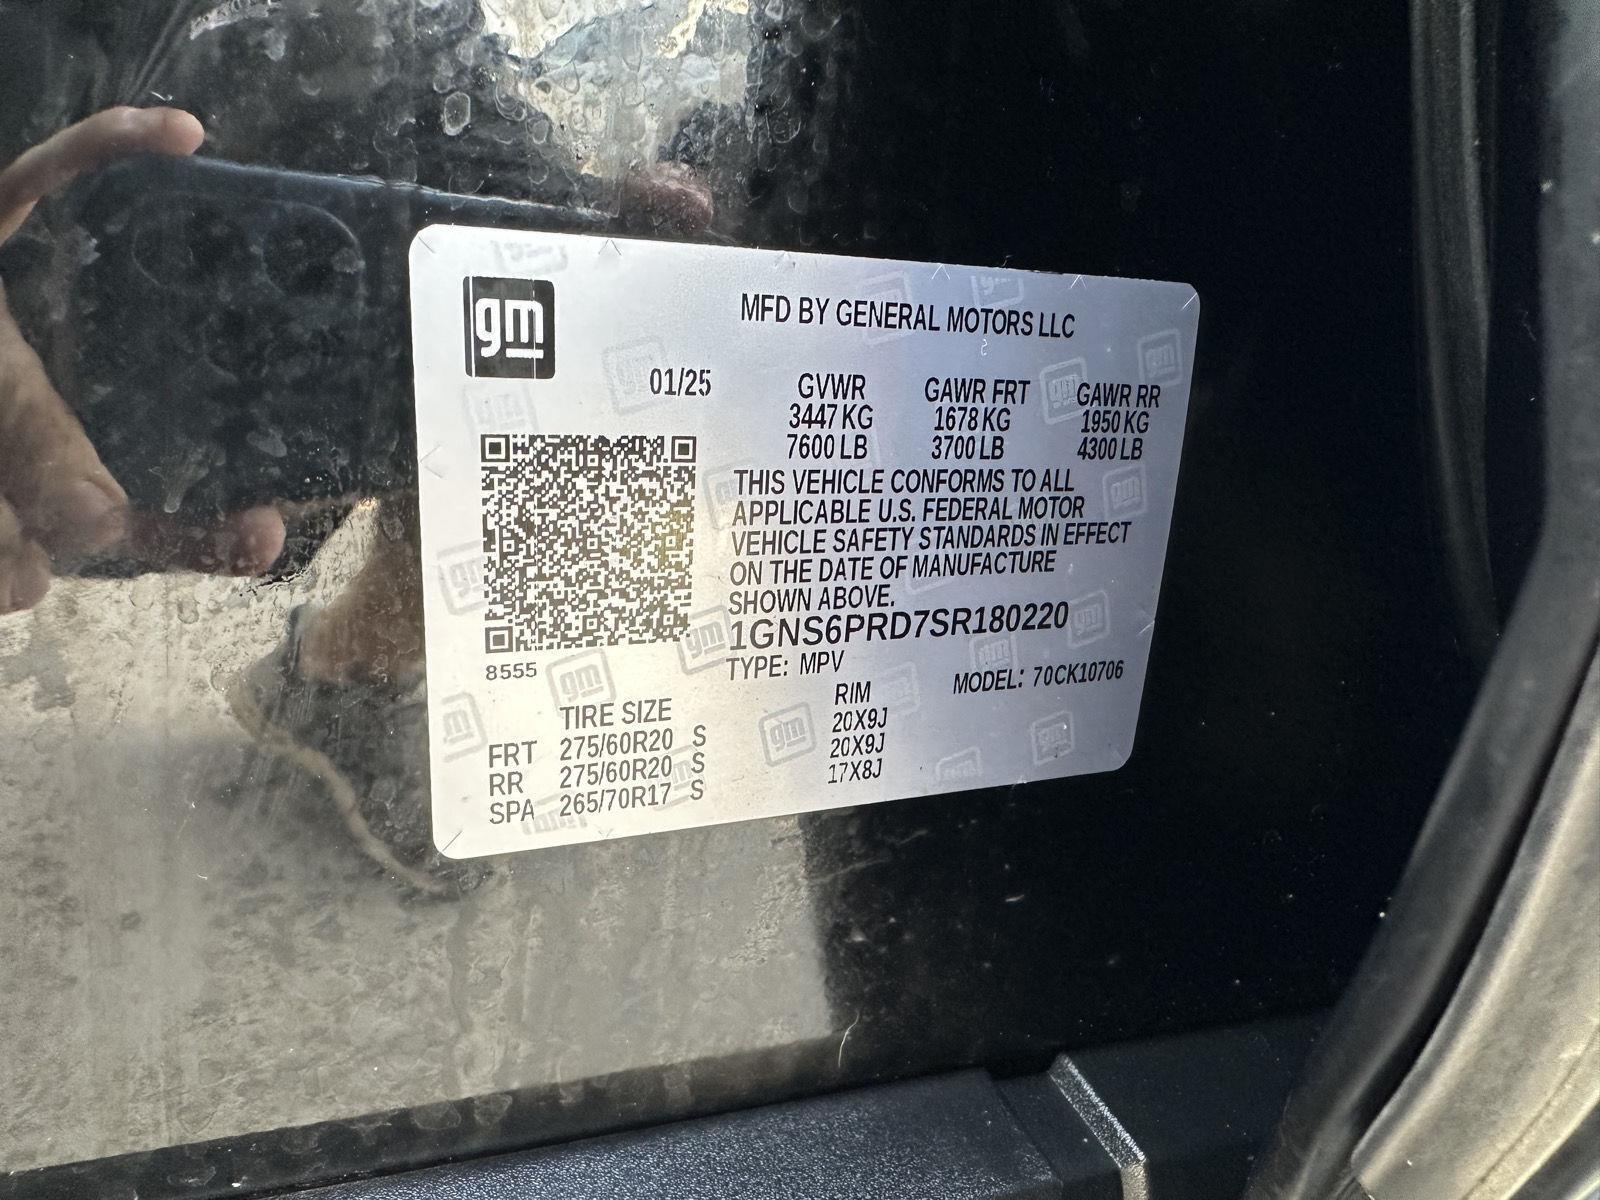 gm
MFD BY GENERAL MOTORS LLC
01/25 GVWR GAWR FRT GAWR RR
3447 KG 1678 KG 1950 KG
7600 LB 3700 LB 4300 LB
THIS VEHICLE CONFORMS TO ALL
APPLICABLE U.S. FEDERAL MOTOR
VEHICLE SAFETY STANDARDS IN EFFECT
ON THE DATE OF MANUFACTURE
SHOWN ABOVE.
1GNS6PRD7SR180220
8555
TYPE: MPV MODEL: 70CK10706
TIRE SIZE RIM
FRT 275/60R20 S 20X9J
RR 275/60R20 S 20X9J
SPA 265/70R17 S 17X8J